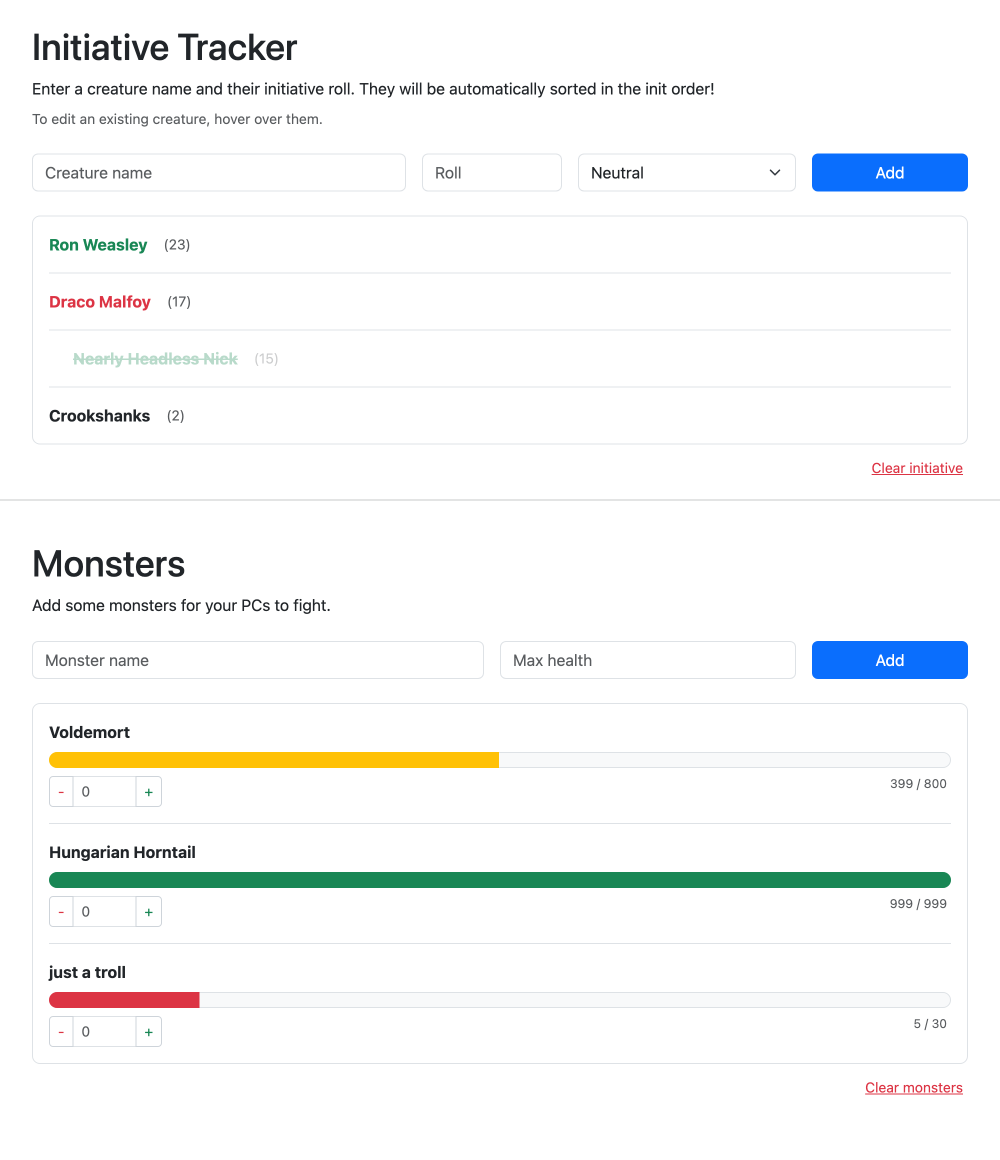 Initiative Tracker
Enter a creature name and their initiative roll. They will be automatically sorted in the init order!
To edit an existing creature, hover over them.
Creature name Roll Neutral Add
Ron Weasley (23)
Draco Malfoy (17)
Nearly Headless Nick (15)
Crookshanks (2)
Clear initiative
Monsters
Add some monsters for your PCs to fight.
Monster name Max health Add
Voldemort
- 0 + 399 / 800
Hungarian Horntail
- 0 + 999 / 999
just a troll
- 0 + 5 / 30
Clear monsters